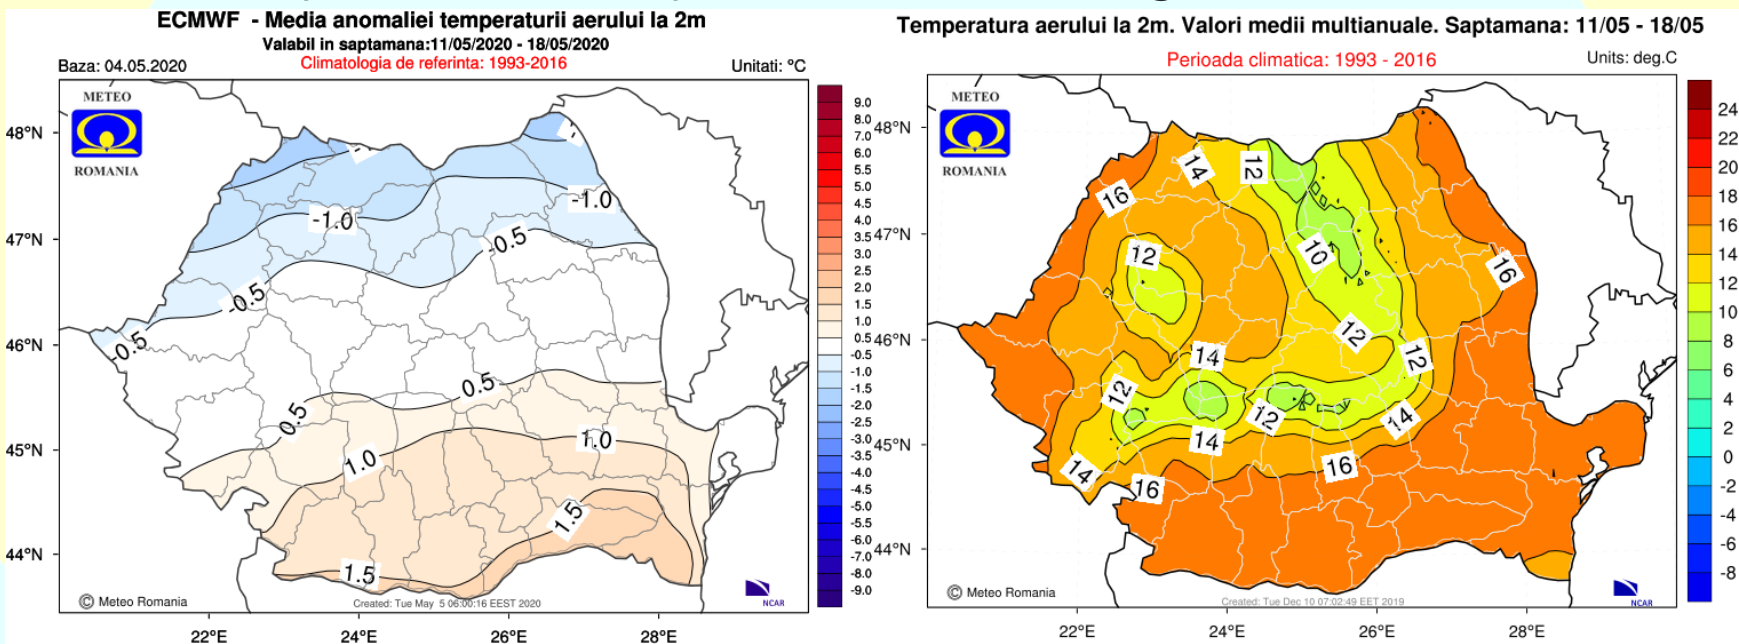 ECMWF - Media anomaliei temperaturii aerului la 2m
Valabil in saptamana:11/05/2020 - 18/05/2020
Baza: 04.05.2020
Climatologia de referinta: 1993-2016
Unitati: ºC
METEO
ROMANIA
48°N
47°N
46°N
45°N
44°N
22°E
24°E
26°E
28°E
-1.0
-1.0
-0.5
-0.5
-0.5
0.5
0.5
1.0
1.0
1.5
1.5
9.0
8.0
7.0
6.0
5.5
5.0
4.0
3.5
3.0
2.5
2.0
1.5
1.0
0.5
-0.5
-1.0
-1.5
-2.0
-2.5
-3.0
-3.5
-4.0
-4.5
-5.0
-5.5
-6.0
-7.0
-8.0
-9.0
© Meteo Romania
Created: Tue May 5 06:00:16 EEST 2020
NCAR
Temperatura aerului la 2m. Valori medii multianuale. Saptamana: 11/05 - 18/05
Perioada climatica: 1993 - 2016
Units: deg.C
METEO
ROMANIA
48°N
47°N
46°N
45°N
44°N
22°E
24°E
26°E
28°E
14
12
16
12
10
16
12
14
12
12
12
14
14
14
16
16
24
22
20
18
16
14
12
10
8
6
4
2
0
-2
-4
-6
-8
© Meteo Romania
Created: Tue Dec 10 07:02:49 EET 2019
NCAR